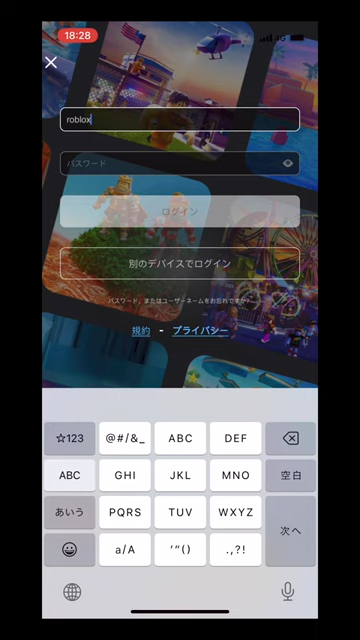 18:28
4G
roblox
パスワード
ログイン
別のデバイスでログイン
パスワード、またはユーザーネームをお忘れですか?
規約 - プライバシー
☆123 @#/&_ ABC DEF
ABC GHI JKL MNO 空白
あいう PQRS TUV WXYZ 次へ
a/A '"() .,?!